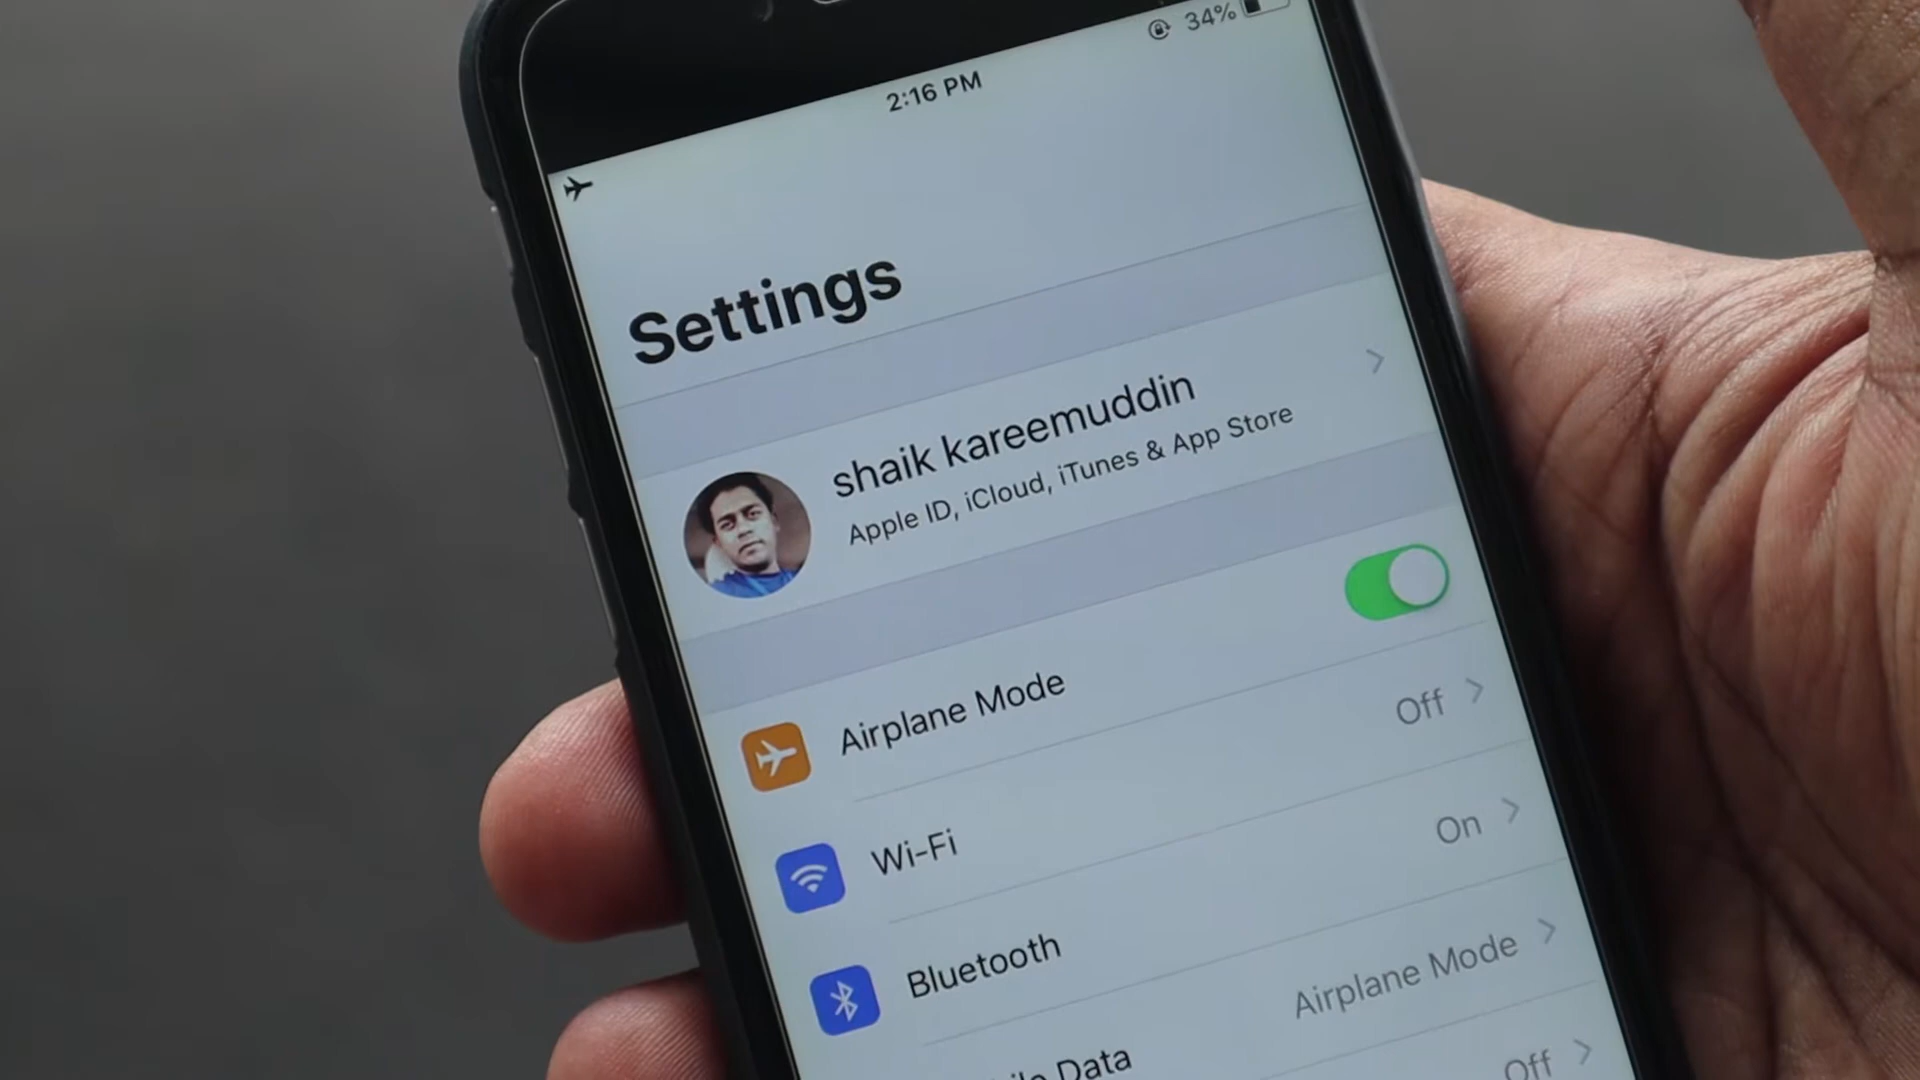 34%
2:16 PM
Settings
shaik kareemuddin
Apple ID, iCloud, iTunes & App Store
Airplane Mode
Wi-Fi Off
Bluetooth On
Data Airplane Mode
Off